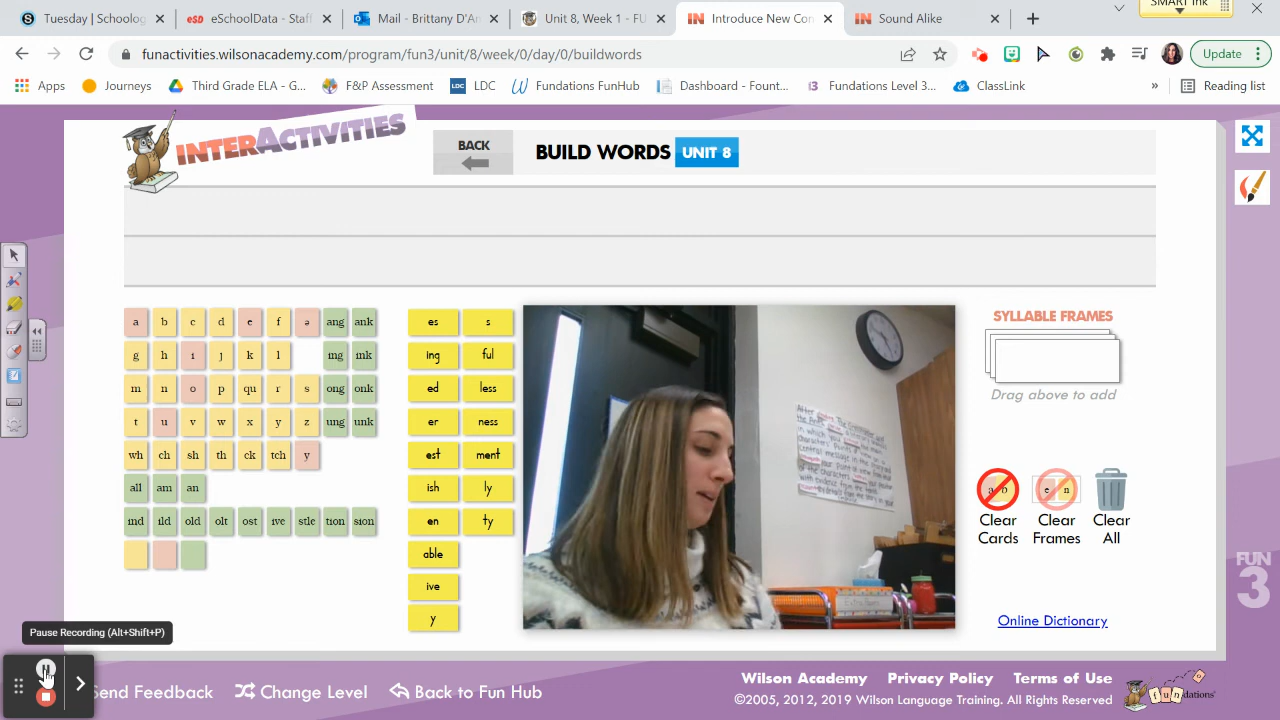 Tuesday | Schoolog
eSchoolData - Staff
Mail - Brittany D'A
Unit 8, Week 1 - FU
Introduce New Con
Sound Alike
SMART Ink
funactivities.wilsonacademy.com/program/fun3/unit/8/week/0/day/0/buildwords
Update
Apps
Journeys
Third Grade ELA - G...
F&P Assessment
LDC
LDC
Fundations FunHub
Dashboard - Fount...
Fundations Level 3...
ClassLink
»
Reading list
INTERACTIVITIES
BACK
BUILD WORDS UNIT 8
a b c d e f ə ang ank
g h i j k l ing ink
m n o p qu r s ong onk
t u v w x y z ung unk
wh ch sh th ck tch y
all am an
ind ild old olt ost ive stle tion sion
es s
ing ful
ed less
er ness
est ment
ish ly
en ty
able
ive
y
SYLLABLE FRAMES
Drag above to add
a b
e n
Clear Cards
Clear Frames
Clear All
Online Dictionary
FUN 3
Pause Recording (Alt+Shift+P)
Send Feedback
Change Level
Back to Fun Hub
Wilson Academy
Privacy Policy
Terms of Use
©2005, 2012, 2019 Wilson Language Training. All Rights Reserved
fundations